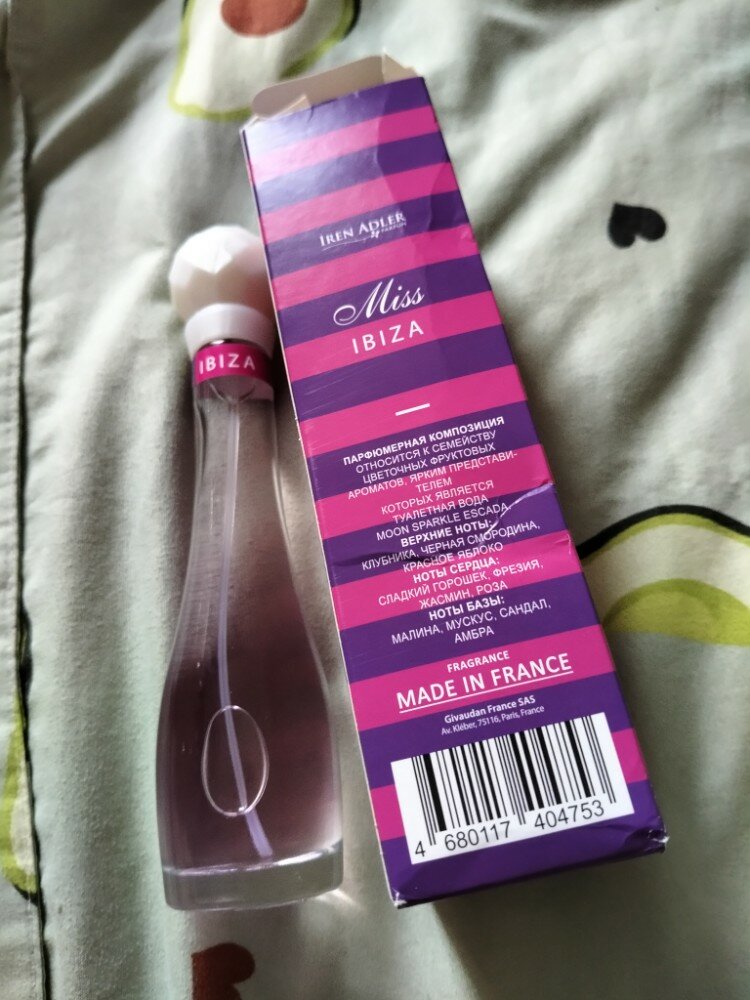 IREN ADLER
PARFUM
Miss
IBIZA
IBIZA
ПАРФЮМЕРНАЯ КОМПОЗИЦИЯ
ОТНОСИТСЯ К СЕМЕЙСТВУ
ЦВЕТОЧНЫХ ФРУКТОВЫХ
АРОМАТОВ, ЯРКИМ ПРЕДСТАВИ-
ТЕЛЕМ
КОТОРЫХ ЯВЛЯЕТСЯ
ТУАЛЕТНАЯ ВОДА
MOON SPARKLE ESCADA.
ВЕРХНИЕ НОТЫ:
КЛУБНИКА, ЧЕРНАЯ СМОРОДИНА,
КРАСНОЕ ЯБЛОКО
НОТЫ СЕРДЦА:
СЛАДКИЙ ГОРОШЕК, ФРЕЗИЯ,
ЖАСМИН, РОЗА
НОТЫ БАЗЫ:
МАЛИНА, МУСКУС, САНДАЛ,
АМБРА
FRAGRANCE
MADE IN FRANCE
Givaudan France SAS
Av. Kléber, 75116, Paris, France
4 680117 404753